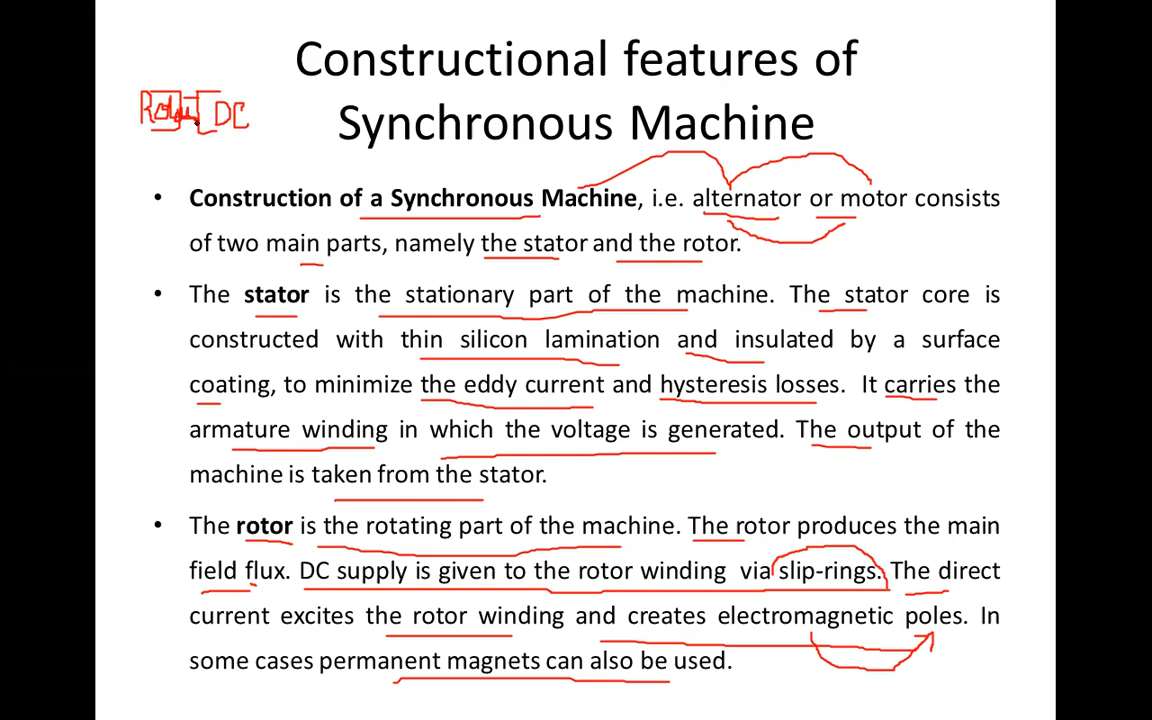 Constructional features of
Synchronous Machine
Rotor DC
• Construction of a Synchronous Machine, i.e. alternator or motor consists
of two main parts, namely the stator and the rotor.
• The stator is the stationary part of the machine. The stator core is
constructed with thin silicon lamination and insulated by a surface
coating, to minimize the eddy current and hysteresis losses. It carries the
armature winding in which the voltage is generated. The output of the
machine is taken from the stator.
• The rotor is the rotating part of the machine. The rotor produces the main
field flux. DC supply is given to the rotor winding via slip-rings. The direct
current excites the rotor winding and creates electromagnetic poles. In
some cases permanent magnets can also be used.